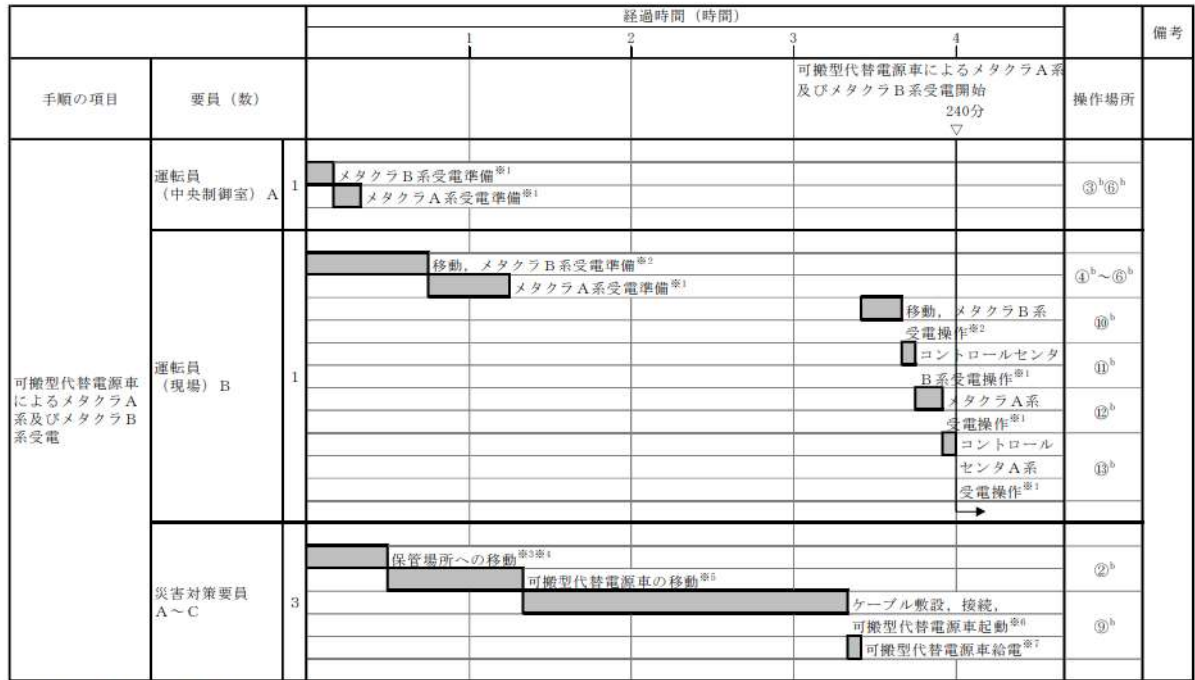 経過時間（時間）
備考
1
2
3
4
手順の項目
要員（数）
可搬型代替電源車によるメタクラA系
及びメタクラB系受電開始
240分
▽
操作場所
可搬型代替電源車
によるメタクラA
系及びメタクラB
系受電
運転員
（中央制御室）A
1
メタクラB系受電準備※1
メタクラA系受電準備※1
③b⑥b
運転員
（現場）B
1
移動，メタクラB系受電準備※2
メタクラA系受電準備※1
④b～⑥b
移動，メタクラB系
受電操作※2
⑩b
コントロールセンタ
B系受電操作※1
⑪b
メタクラA系
受電操作※1
⑫b
コントロール
センタA系
受電操作※1
⑬b
災害対策要員
A～C
3
保管場所への移動※3※4
可搬型代替電源車の移動※5
②b
ケーブル敷設，接続，
可搬型代替電源車起動※6
可搬型代替電源車給電※7
⑨b